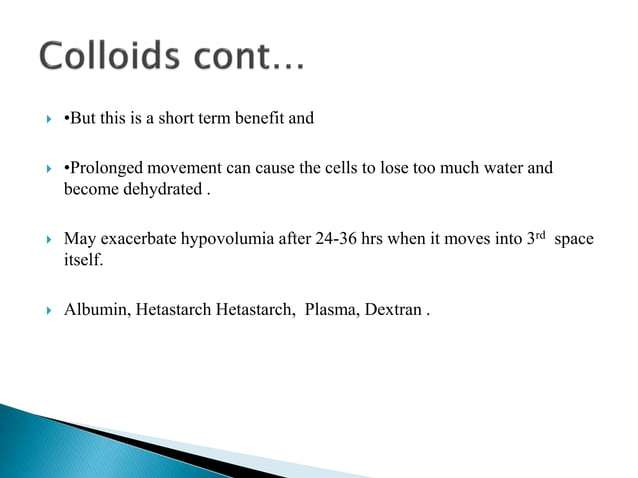 Colloids cont…
•But this is a short term benefit and
•Prolonged movement can cause the cells to lose too much water and
become dehydrated .
May exacerbate hypovolumia after 24-36 hrs when it moves into 3rd space
itself.
Albumin, Hetastarch Hetastarch, Plasma, Dextran .